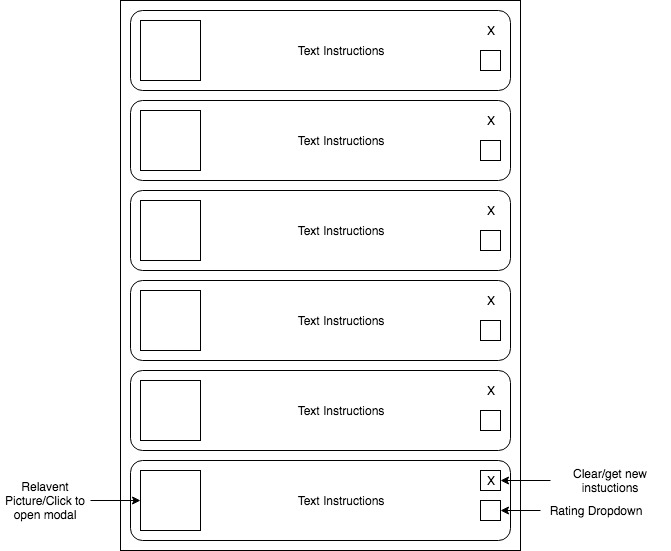 X
Text Instructions
X
Text Instructions
X
Text Instructions
X
Text Instructions
X
Text Instructions
Relavent
Picture/Click to
open modal
Text Instructions
X
Clear/get new
instuctions
Rating Dropdown